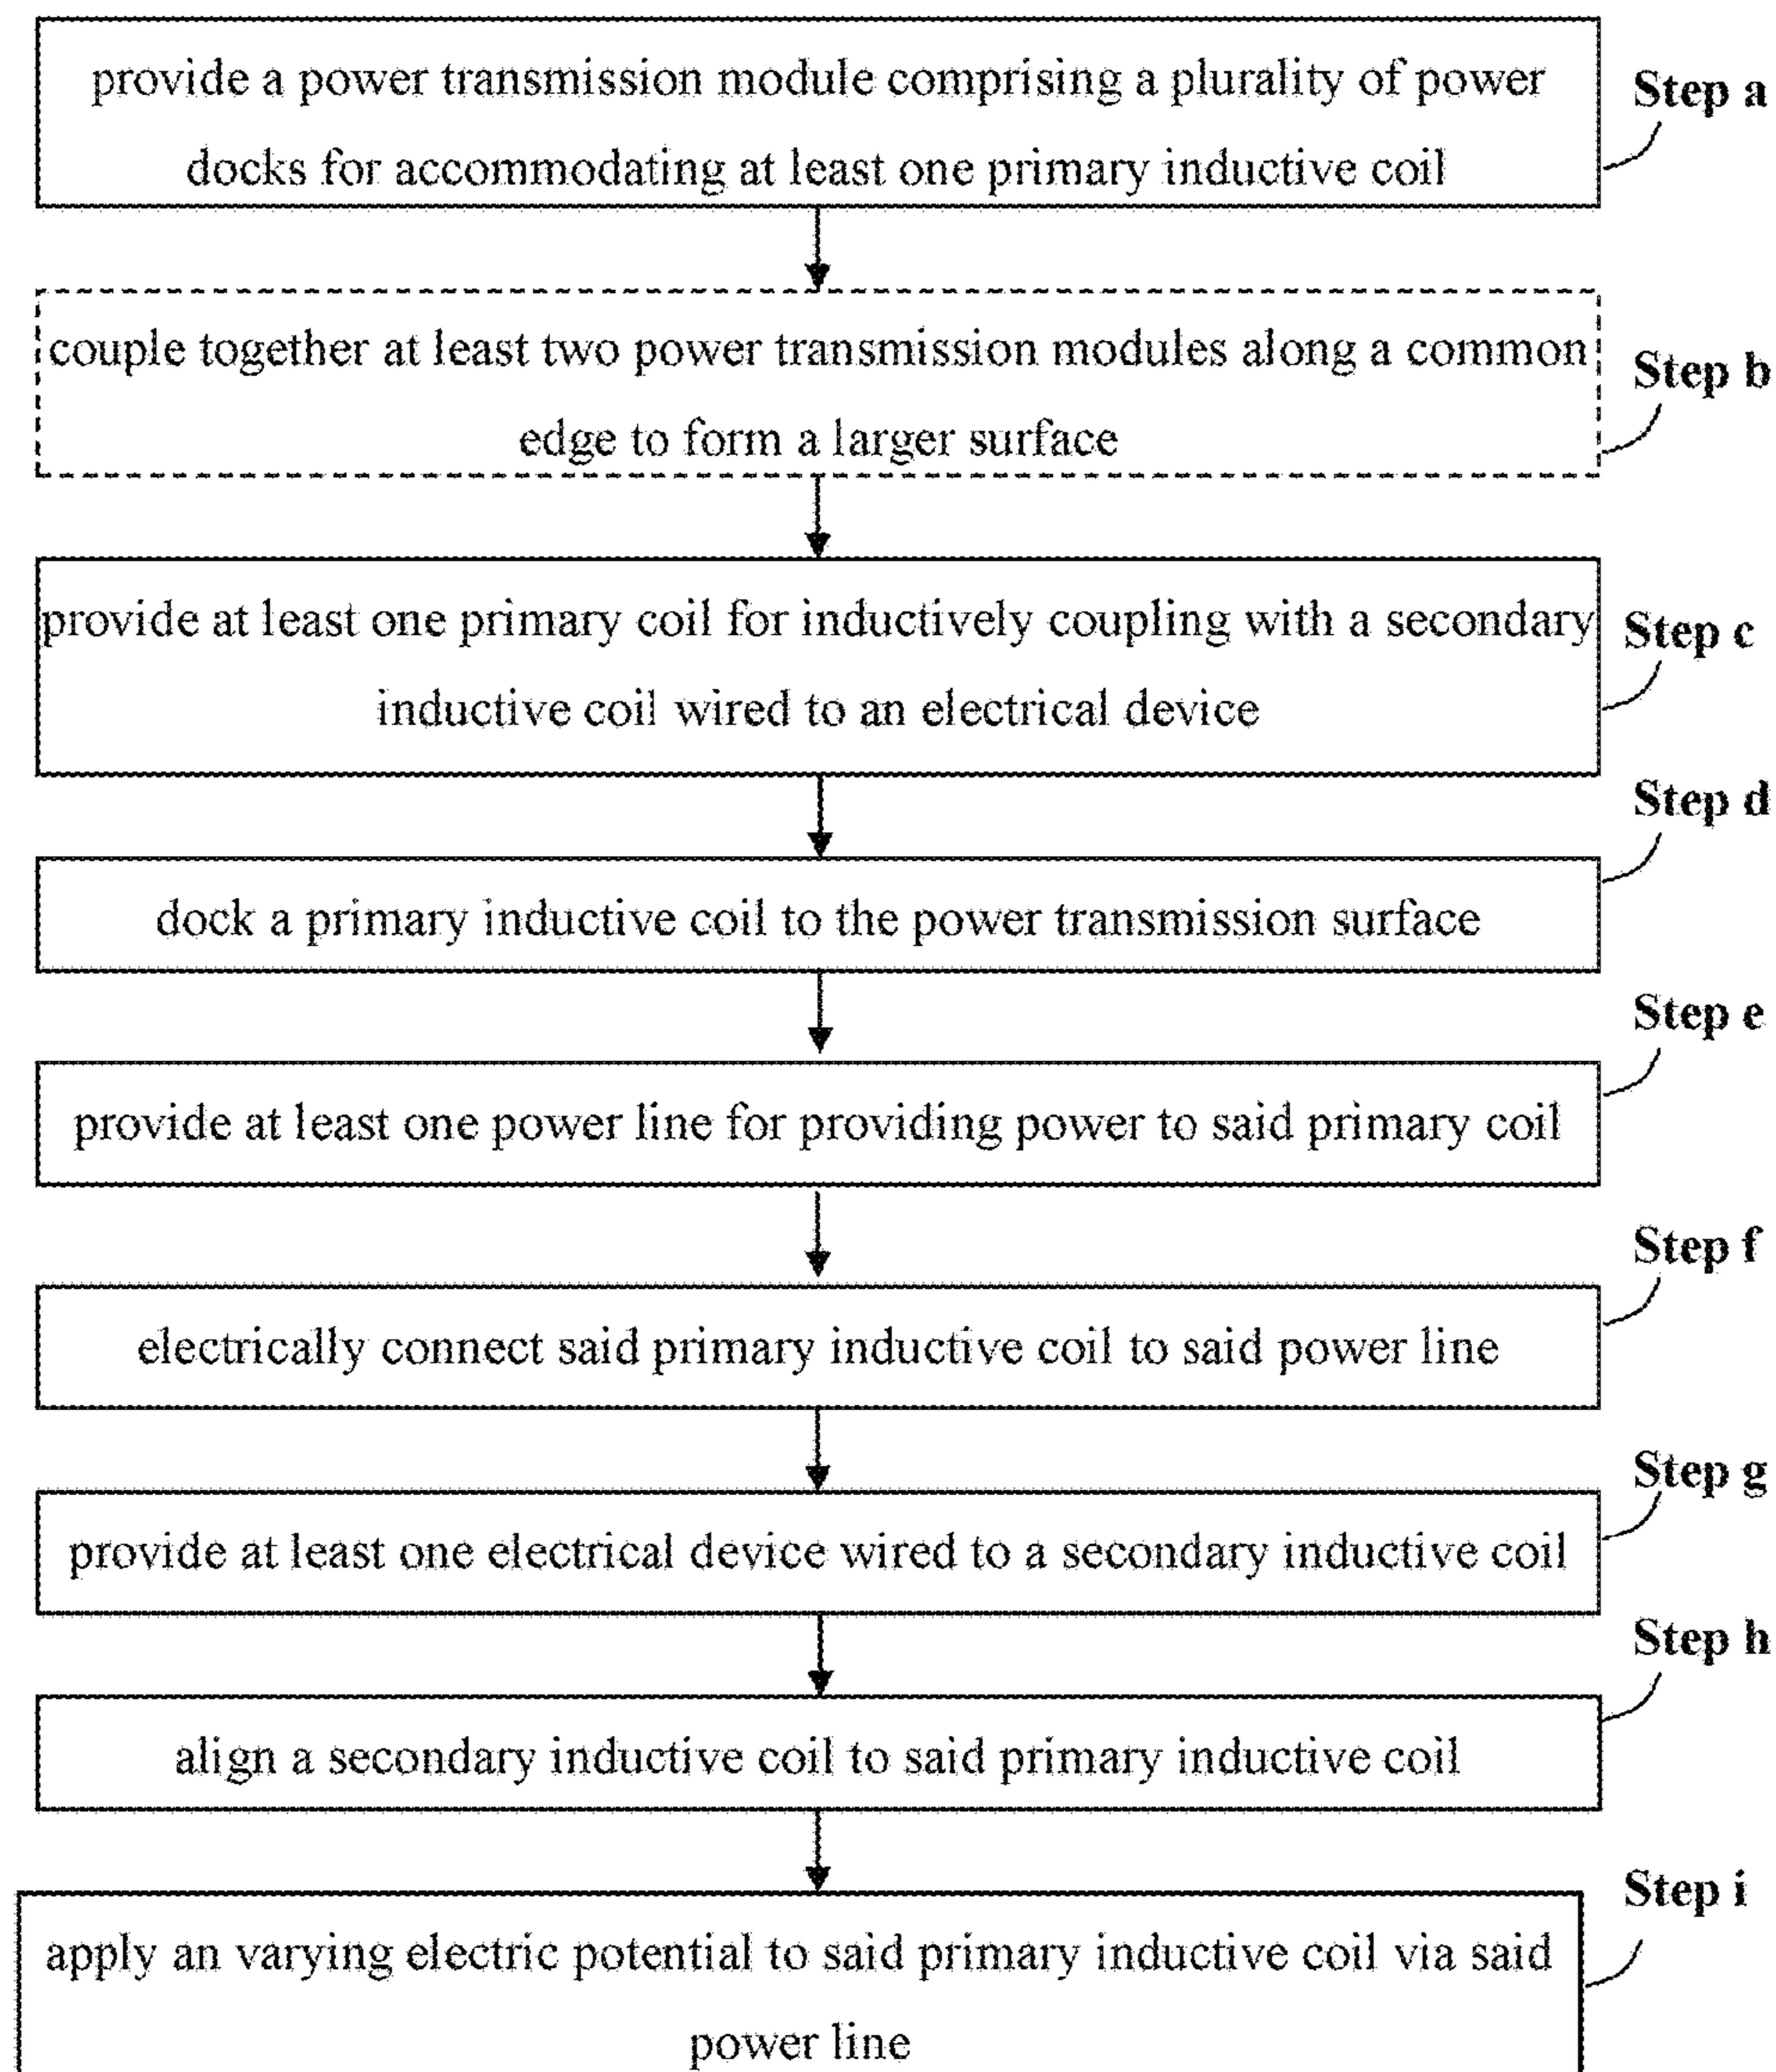 provide a power transmission module comprising a plurality of power
docks for accommodating at least one primary inductive coil
Step a
couple together at least two power transmission modules along a common
edge to form a larger surface
Step b
provide at least one primary coil for inductively coupling with a secondary
inductive coil wired to an electrical device
Step c
dock a primary inductive coil to the power transmission surface
Step d
provide at least one power line for providing power to said primary coil
Step e
electrically connect said primary inductive coil to said power line
Step f
provide at least one electrical device wired to a secondary inductive coil
Step g
align a secondary inductive coil to said primary inductive coil
Step h
apply an varying electric potential to said primary inductive coil via said
power line
Step i